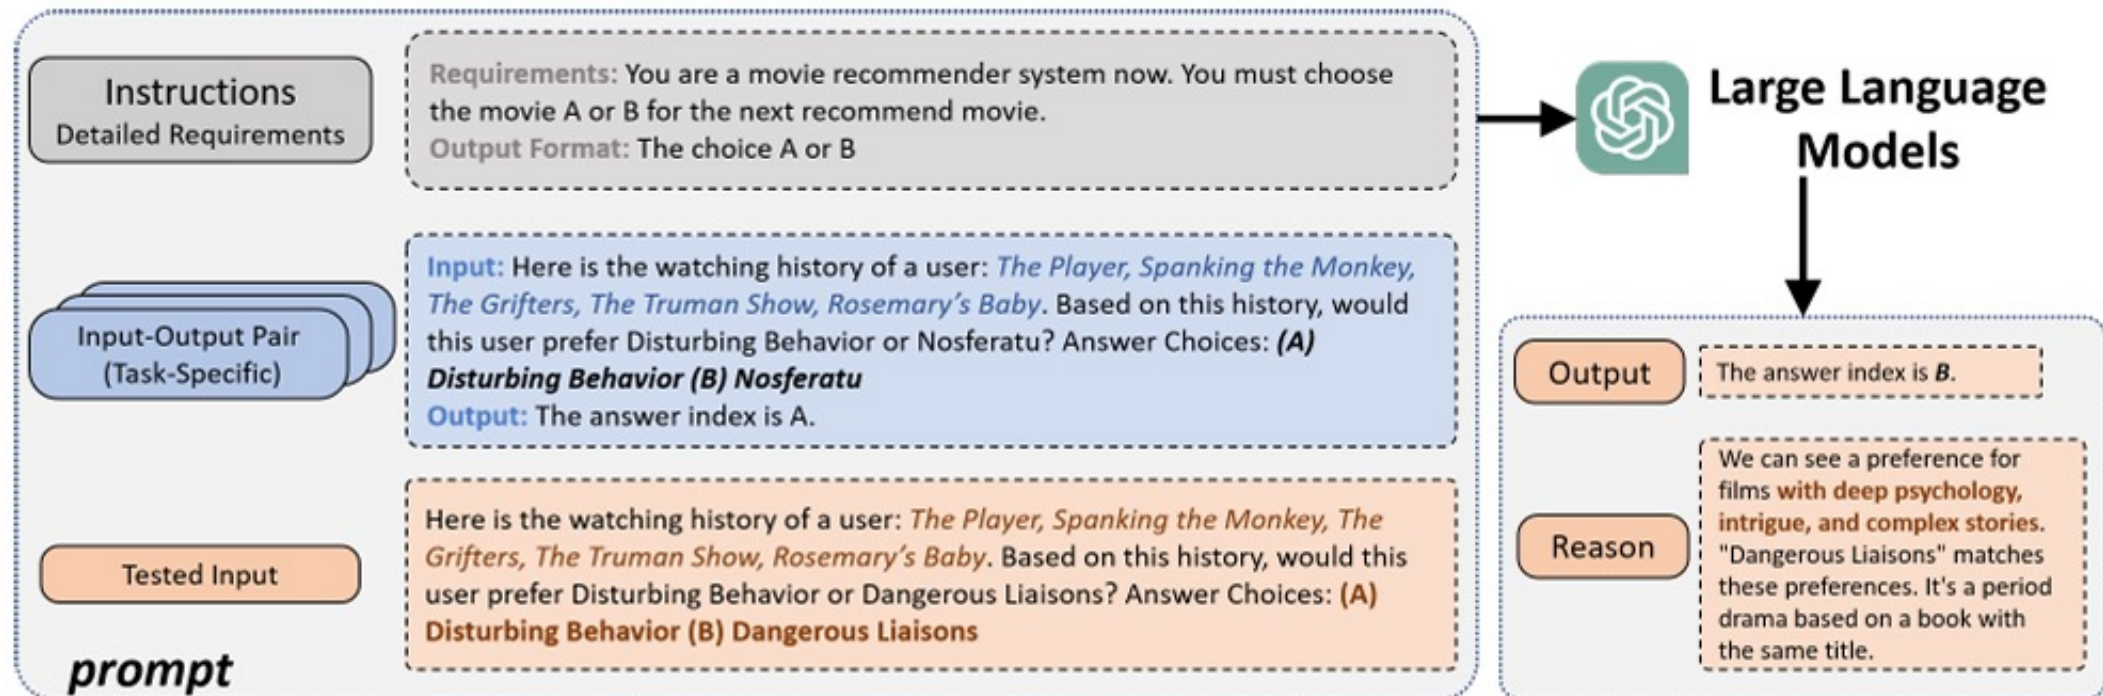 Instructions
Detailed Requirements
Requirements: You are a movie recommender system now. You must choose
the movie A or B for the next recommend movie.
Output Format: The choice A or B
Input-Output Pair
(Task-Specific)
Input: Here is the watching history of a user: The Player, Spanking the Monkey,
The Grifters, The Truman Show, Rosemary's Baby. Based on this history, would
this user prefer Disturbing Behavior or Nosferatu? Answer Choices: (A)
Disturbing Behavior (B) Nosferatu
Output: The answer index is A.
Tested Input
Here is the watching history of a user: The Player, Spanking the Monkey, The
Grifters, The Truman Show, Rosemary's Baby. Based on this history, would this
user prefer Disturbing Behavior or Dangerous Liaisons? Answer Choices: (A)
Disturbing Behavior (B) Dangerous Liaisons
prompt
Large Language
Models
Output
The answer index is B.
Reason
We can see a preference for
films with deep psychology,
intrigue, and complex stories.
"Dangerous Liaisons" matches
these preferences. It's a period
drama based on a book with
the same title.